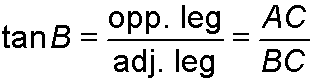 tan B = opp. leg / adj. leg = AC / BC